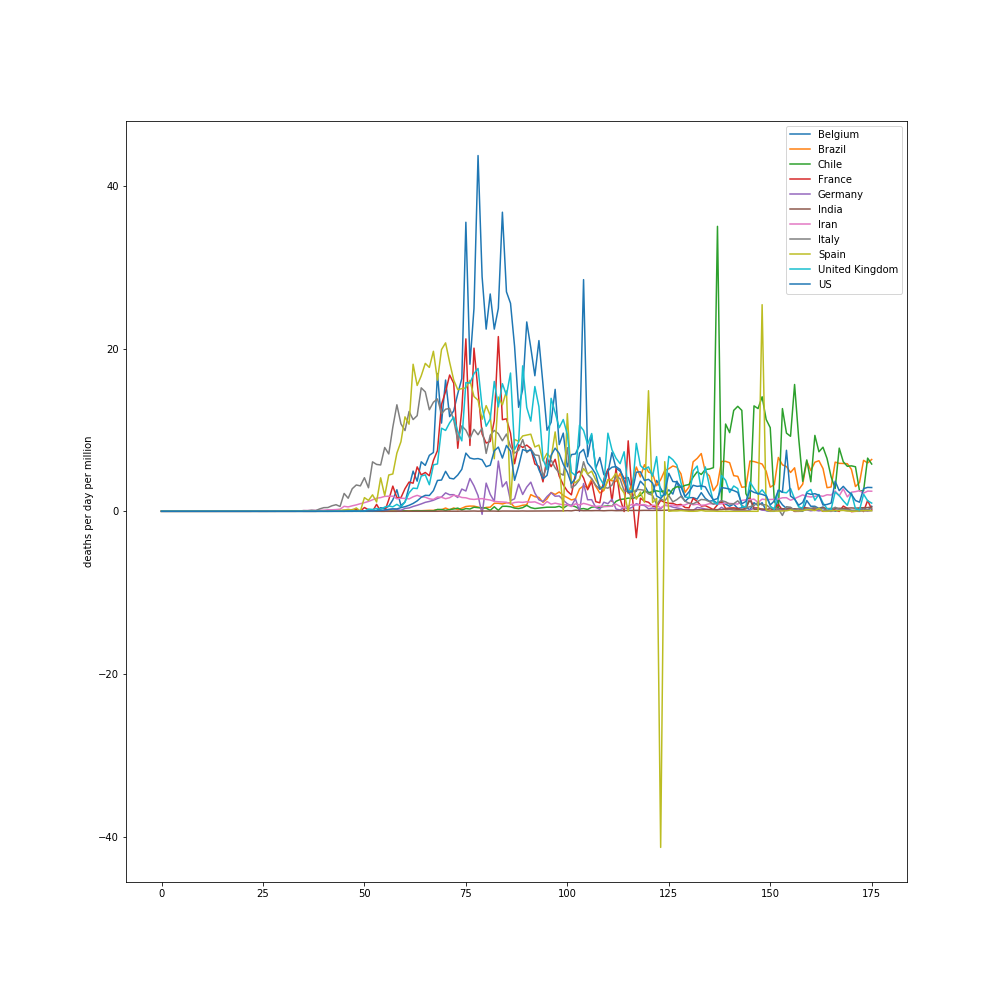 deaths per day per million
40
20
0
−20
−40
0 25 50 75 100 125 150 175
Belgium
Brazil
Chile
France
Germany
India
Iran
Italy
Spain
United Kingdom
US